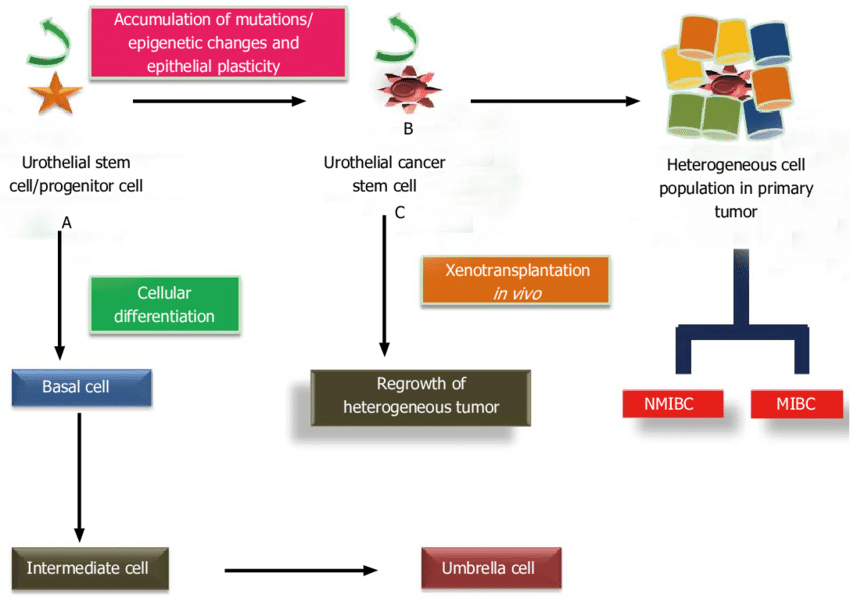 Accumulation of mutations/
epigenetic changes and
epithelial plasticity
B
Urothelial stem
cell/progenitor cell
Urothelial cancer
stem cell
Heterogeneous cell
population in primary
tumor
A
C
Cellular
differentiation
Xenotransplantation
in vivo
Basal cell
Regrowth of
heterogeneous tumor
NMIBC
MIBC
Intermediate cell
Umbrella cell